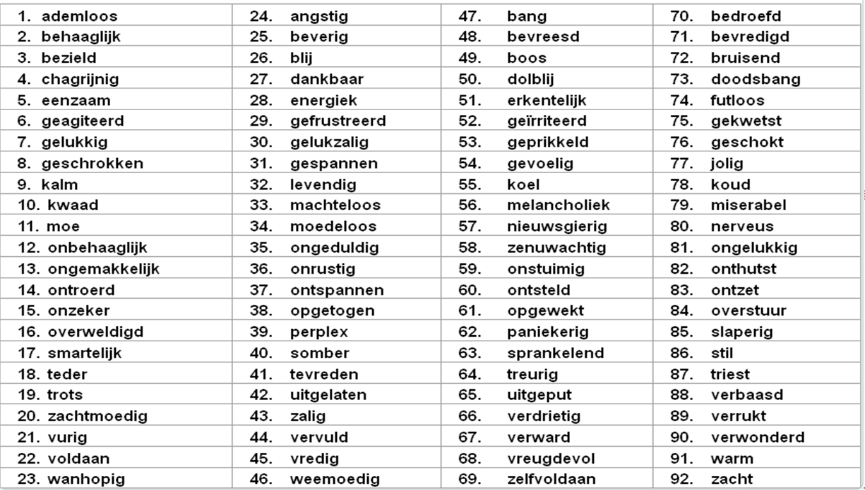 1. ademloos 24. angstig 47. bang 70. bedroefd
2. behaaglijk 25. beverig 48. bevreesd 71. bevredigd
3. bezield 26. blij 49. boos 72. bruisend
4. chagrijnig 27. dankbaar 50. dolblij 73. doodsbang
5. eenzaam 28. energiek 51. erkentelijk 74. futloos
6. geagiteerd 29. gefrustreerd 52. geïrriteerd 75. gekwetst
7. gelukkig 30. gelukzalig 53. geprikkeld 76. geschokt
8. geschrokken 31. gespannen 54. gevoelig 77. jolig
9. kalm 32. levendig 55. koel 78. koud
10. kwaad 33. machteloos 56. melancholiek 79. miserabel
11. moe 34. moedeloos 57. nieuwsgierig 80. nerveus
12. onbehaaglijk 35. ongeduldig 58. zenuwachtig 81. ongelukkig
13. ongemakkelijk 36. onrustig 59. onstuimig 82. onthutst
14. ontroerd 37. ontspannen 60. ontsteld 83. ontzet
15. onzeker 38. opgetogen 61. opgewekt 84. overstuur
16. overweldigd 39. perplex 62. paniekerig 85. slaperig
17. smartelijk 40. somber 63. sprankelend 86. stil
18. teder 41. tevreden 64. treurig 87. triest
19. trots 42. uitgelaten 65. uitgeput 88. verbaasd
20. zachtmoedig 43. zalig 66. verdrietig 89. verrukt
21. vurig 44. vervuld 67. verward 90. verwonderd
22. voldaan 45. vredig 68. vreugdevol 91. warm
23. wanhopig 46. weemoedig 69. zelfvoldaan 92. zacht